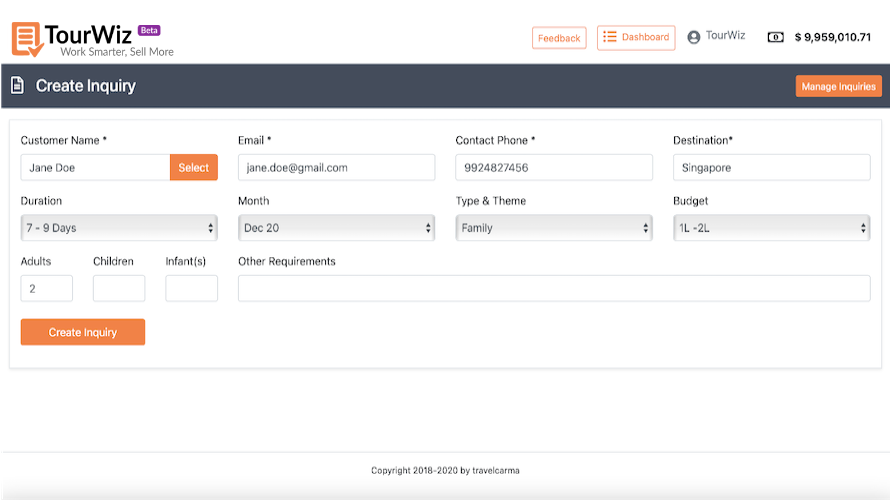 TourWiz Beta
Work Smarter, Sell More
Feedback
Dashboard
TourWiz
$ 9,959,010.71
Create Inquiry
Manage Inquiries
Customer Name * Email * Contact Phone * Destination*
Jane Doe Select jane.doe@gmail.com 9924827456 Singapore
Duration Month Type & Theme Budget
7 - 9 Days Dec 20 Family 1L -2L
Adults Children Infant(s) Other Requirements
2
Create Inquiry
Copyright 2018-2020 by travelcarma